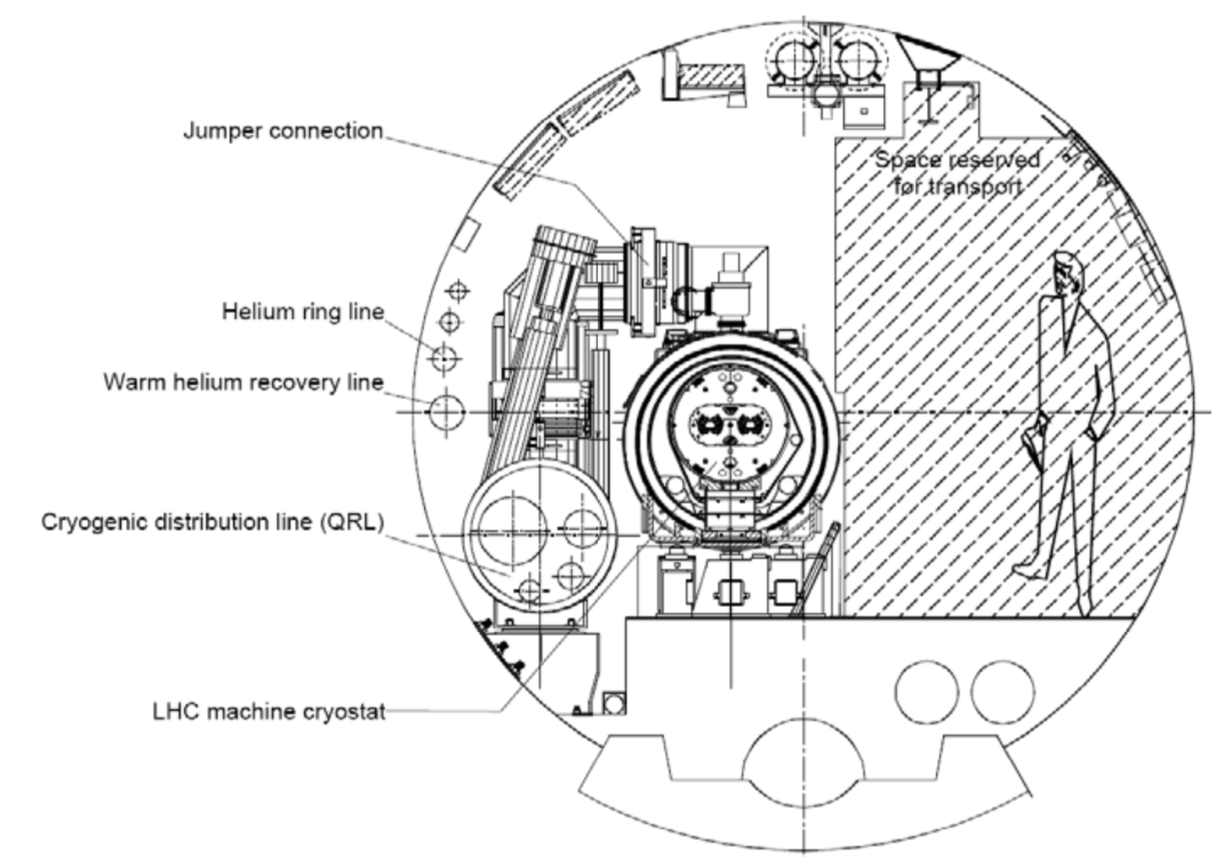 Jumper connection
Space reserved
for transport
Helium ring line
Warm helium recovery line
Cryogenic distribution line (QRL)
LHC machine cryostat